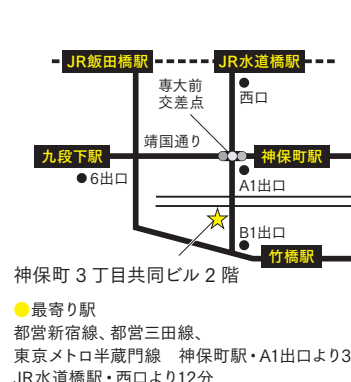 JR飯田橋駅
JR水道橋駅
専大前
交差点
西口
靖国通り
九段下駅
神保町駅
6出口
A1出口
B1出口
竹橋駅
神保町 3 丁目共同ビル 2 階
最寄り駅
都営新宿線、都営三田線、
東京メトロ半蔵門線　神保町駅・A1出口より3
JR水道橋駅・西口より12分